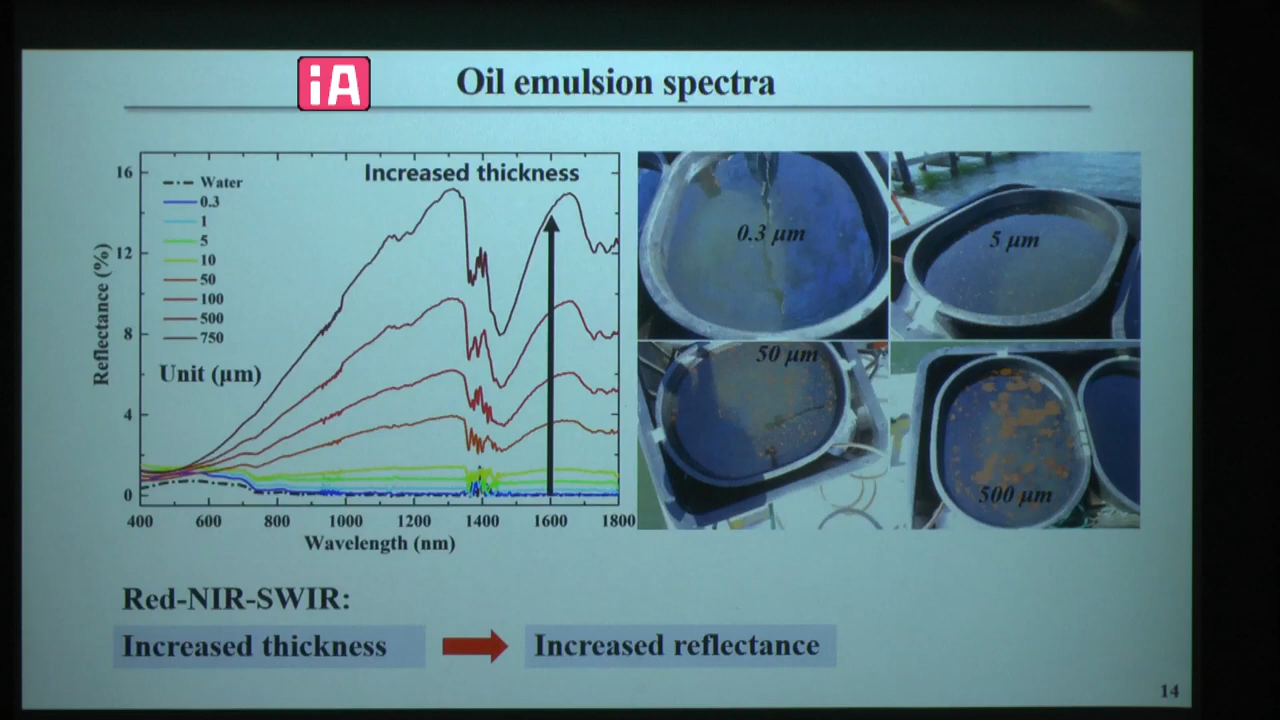 iA
Oil emulsion spectra
Increased thickness
16
12
8
4
0
Reflectance (%)
Water
0.3
1
5
10
50
100
500
750
Unit (µm)
400 600 800 1000 1200 1400 1600 1800
Wavelength (nm)
0.3 µm
5 µm
50 µm
500 µm
Red-NIR-SWIR:
Increased thickness
Increased reflectance
14